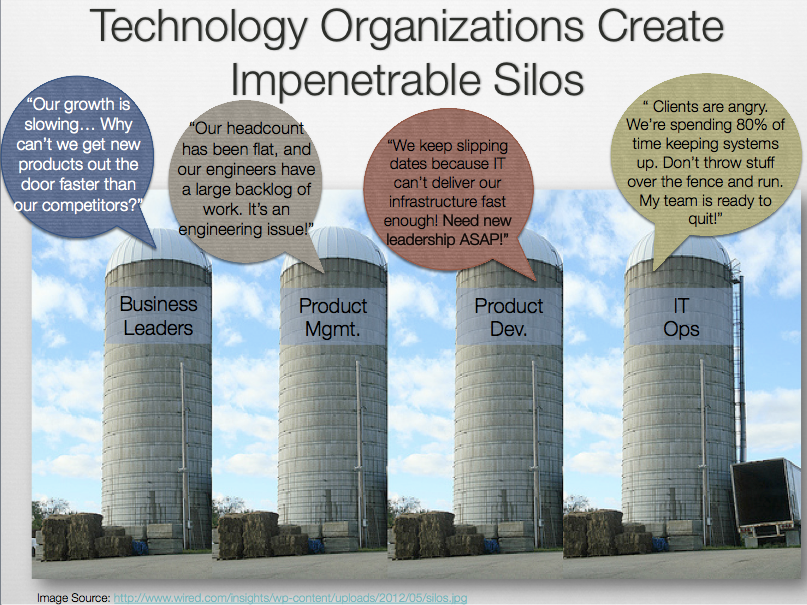 Technology Organizations Create
Impenetrable Silos
“Our growth is
slowing… Why
can’t we get new
products out the
door faster than
our competitors?”
“Our headcount
has been flat, and
our engineers have
a large backlog of
work. It’s an
engineering issue!”
“We keep slipping
dates because IT
can’t deliver our
infrastructure fast
enough! Need new
leadership ASAP!”
“ Clients are angry.
We’re spending 80% of
time keeping systems
up. Don’t throw stuff
over the fence and run.
My team is ready to
quit!”
Business
Leaders
Product
Mgmt.
Product
Dev.
IT
Ops
Image Source: http://www.wired.com/insights/wp-content/uploads/2012/05/silos.jpg